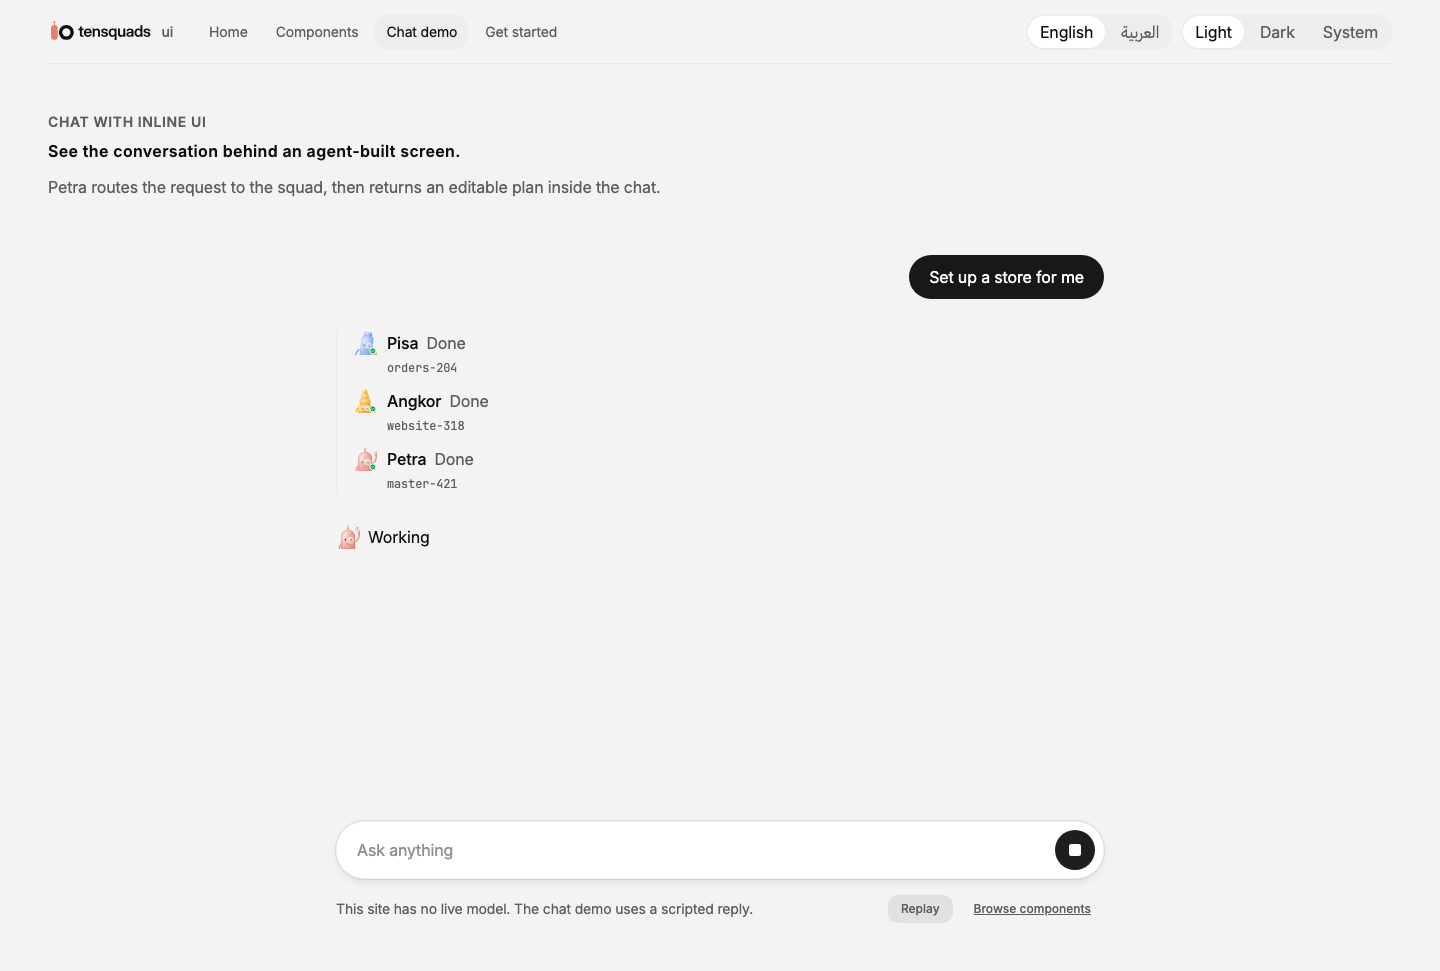 tensquads ui
Home
Components
Chat demo
Get started
English
العربية
Light
Dark
System
CHAT WITH INLINE UI
See the conversation behind an agent-built screen.
Petra routes the request to the squad, then returns an editable plan inside the chat.
Set up a store for me
Pisa Done
orders-204
Angkor Done
website-318
Petra Done
master-421
Working
Ask anything
This site has no live model. The chat demo uses a scripted reply.
Replay
Browse components